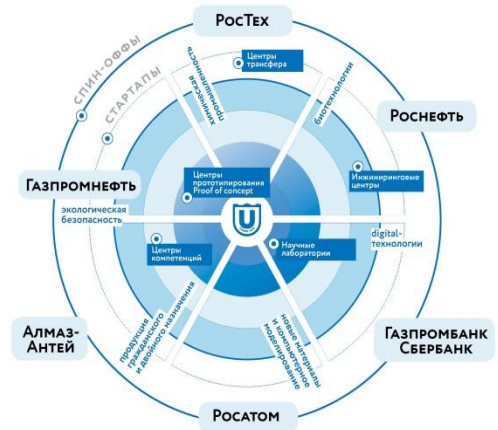 РосТех
СПИН-ОФФЫ
СТАРТАПЫ
химическая
промышленность
Центры
трансфера
биотехнологии
Роснефть
Газпромнефть
Центры
прототипирования
Proof of concept
Инжиниринговые
центры
экологическая
безопасность
U
digital-
технологии
Центры
компетенций
Научные
лаборатории
продукция
гражданского
и двойного назначения
новые материалы
и компьютерное
моделирование
Алмаз-
Антей
Газпромбанк
Сбербанк
Росатом